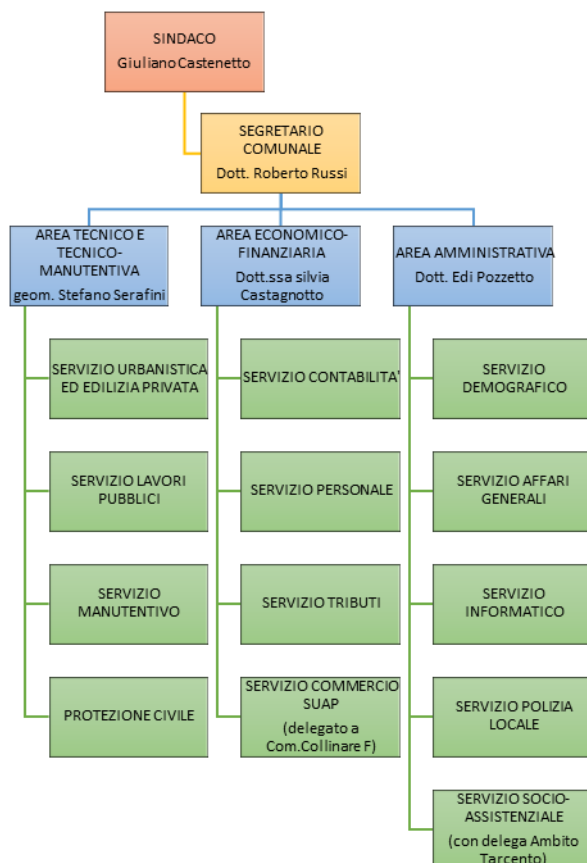 SINDACO
Giuliano Castenetto
SEGRETARIO
COMUNALE
Dott. Roberto Russi
AREA TECNICO E
TECNICO-
MANUTENTIVA
geom. Stefano Serafini
AREA ECONOMICO-
FINANZIARIA
Dott.ssa silvia
Castagnotto
AREA AMMINISTRATIVA
Dott. Edi Pozzetto
SERVIZIO URBANISTICA
ED EDILIZIA PRIVATA
SERVIZIO LAVORI
PUBBLICI
SERVIZIO
MANUTENTIVO
PROTEZIONE CIVILE
SERVIZIO CONTABILITA'
SERVIZIO PERSONALE
SERVIZIO TRIBUTI
SERVIZIO COMMERCIO
SUAP
(delegato a
Com.Collinare F)
SERVIZIO
DEMOGRAFICO
SERVIZIO AFFARI
GENERALI
SERVIZIO
INFORMATICO
SERVIZIO POLIZIA
LOCALE
SERVIZIO SOCIO-
ASSISTENZIALE
(con delega Ambito
Tarcento)